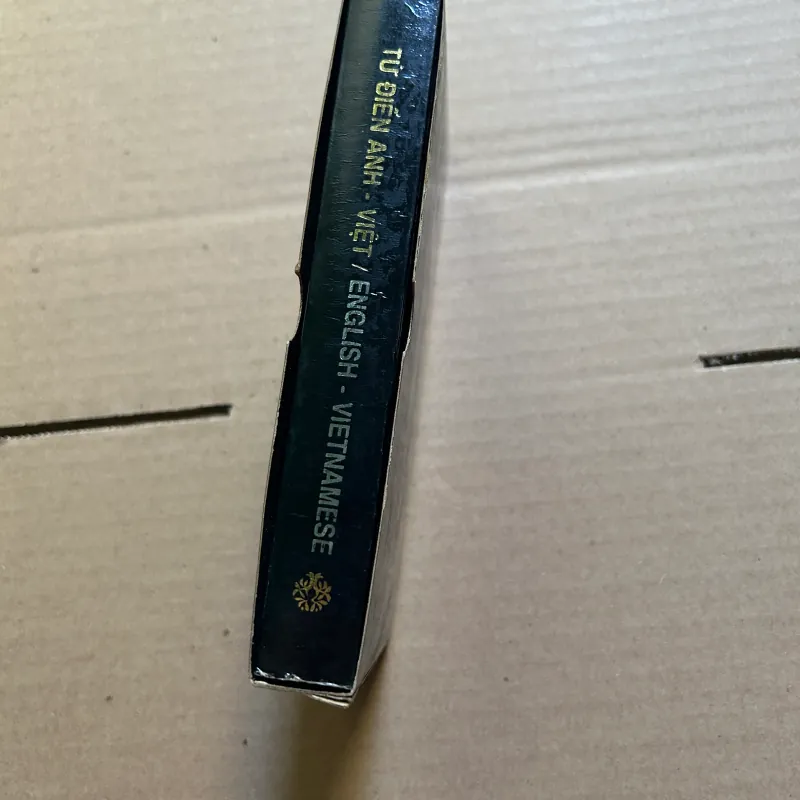 TỪ ĐIỂN ANH - VIỆT / ENGLISH - VIETNAMESE